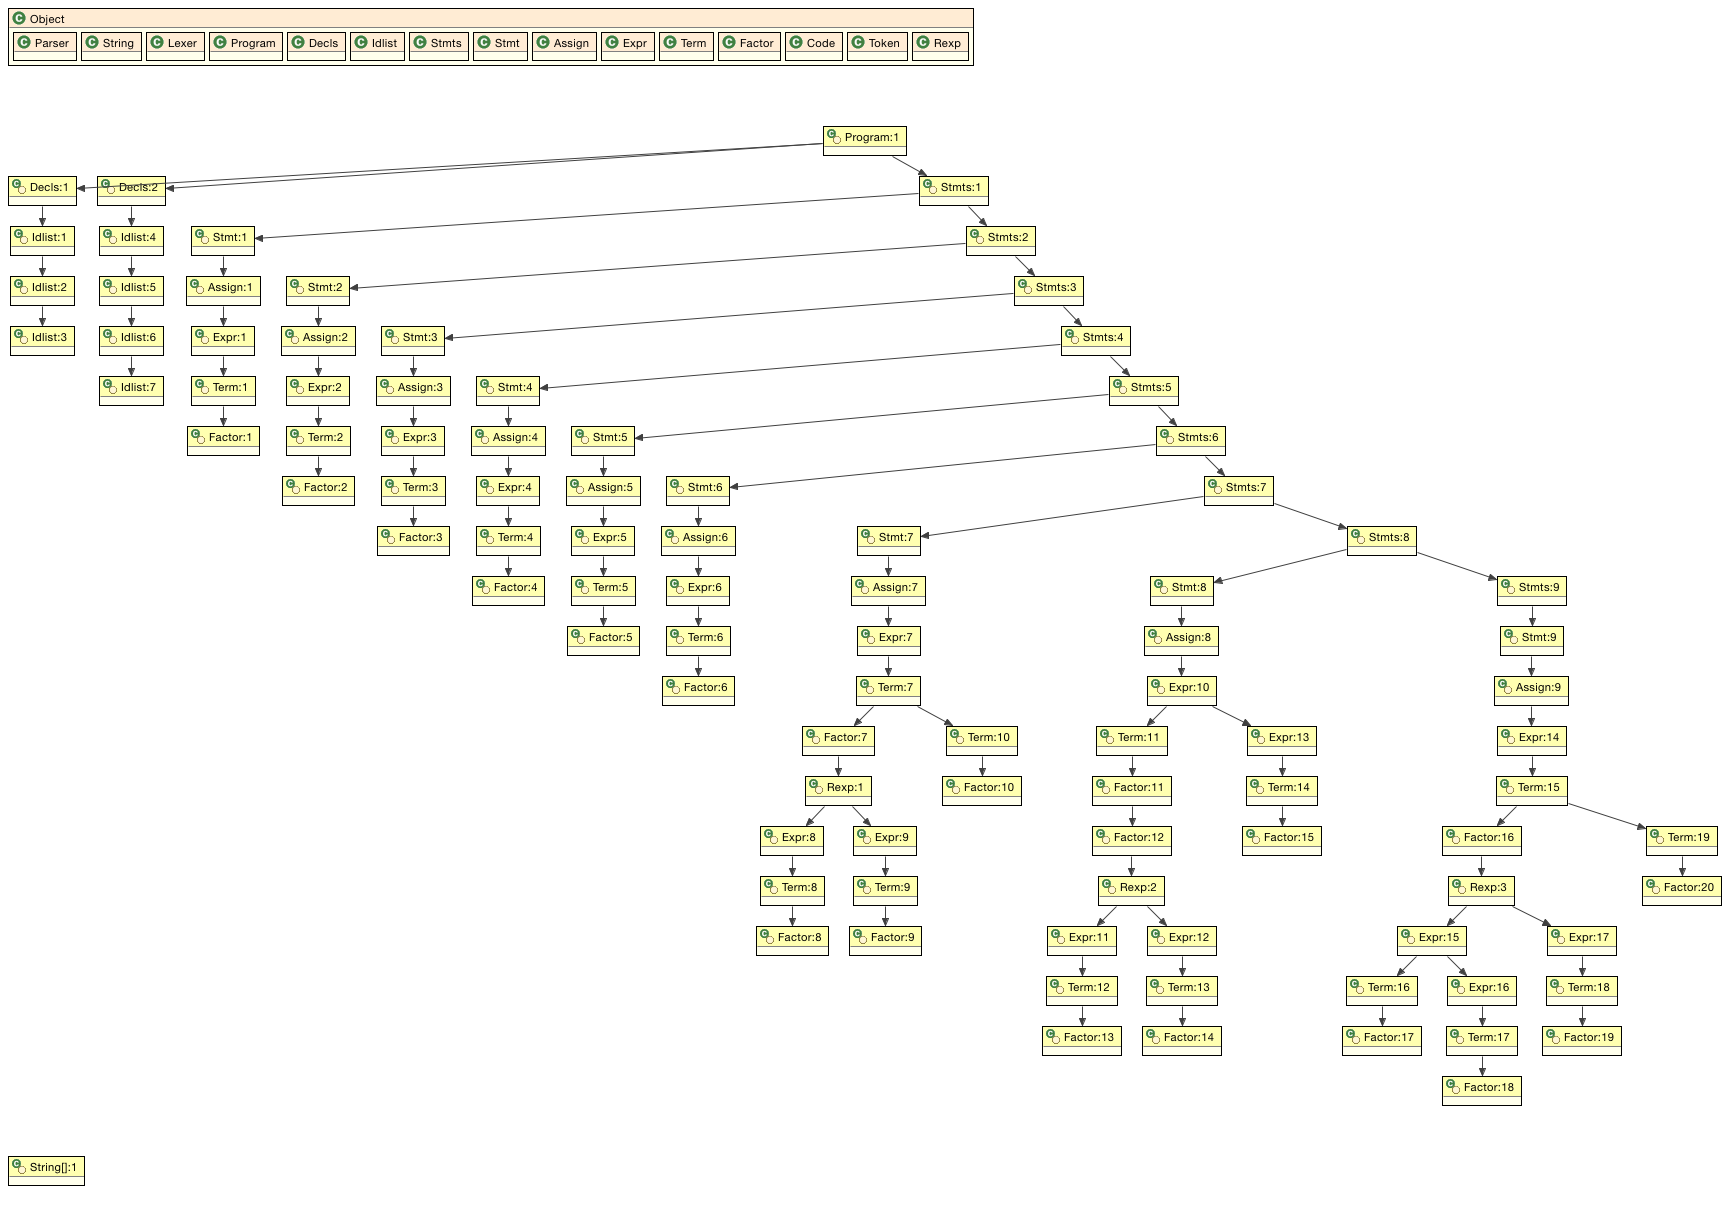 Object
Parser String Lexer Program Decls Idlist Stmts Stmt Assign Expr Term Factor Code Token Rexp
Program:1
Decls:1 Decls:2 Stmts:1
Idlist:1 Idlist:4 Stmt:1 Stmts:2
Idlist:2 Idlist:5 Assign:1 Stmt:2 Stmts:3
Idlist:3 Idlist:6 Expr:1 Assign:2 Stmt:3 Stmts:4
Idlist:7 Term:1 Expr:2 Assign:3 Stmt:4 Stmts:5
Factor:1 Term:2 Expr:3 Assign:4 Stmt:5 Stmts:6
Factor:2 Term:3 Expr:4 Assign:5 Stmt:6 Stmts:7
Factor:3 Term:4 Expr:5 Assign:6 Stmt:7 Stmts:8
Factor:4 Term:5 Expr:6 Assign:7 Stmt:8 Stmts:9
Factor:5 Term:6 Expr:7 Assign:8 Stmt:9
Factor:6 Term:7 Expr:10 Assign:9
Factor:7 Term:10 Term:11 Expr:13 Expr:14
Rexp:1 Factor:10 Factor:11 Term:14 Term:15
Expr:8 Expr:9 Factor:12 Factor:15 Factor:16 Term:19
Term:8 Term:9 Rexp:2 Rexp:3 Factor:20
Factor:8 Factor:9 Expr:11 Expr:12 Expr:15 Expr:17
Term:12 Term:13 Term:16 Expr:16 Term:18
Factor:13 Factor:14 Factor:17 Term:17 Factor:19
Factor:18
String[]:1